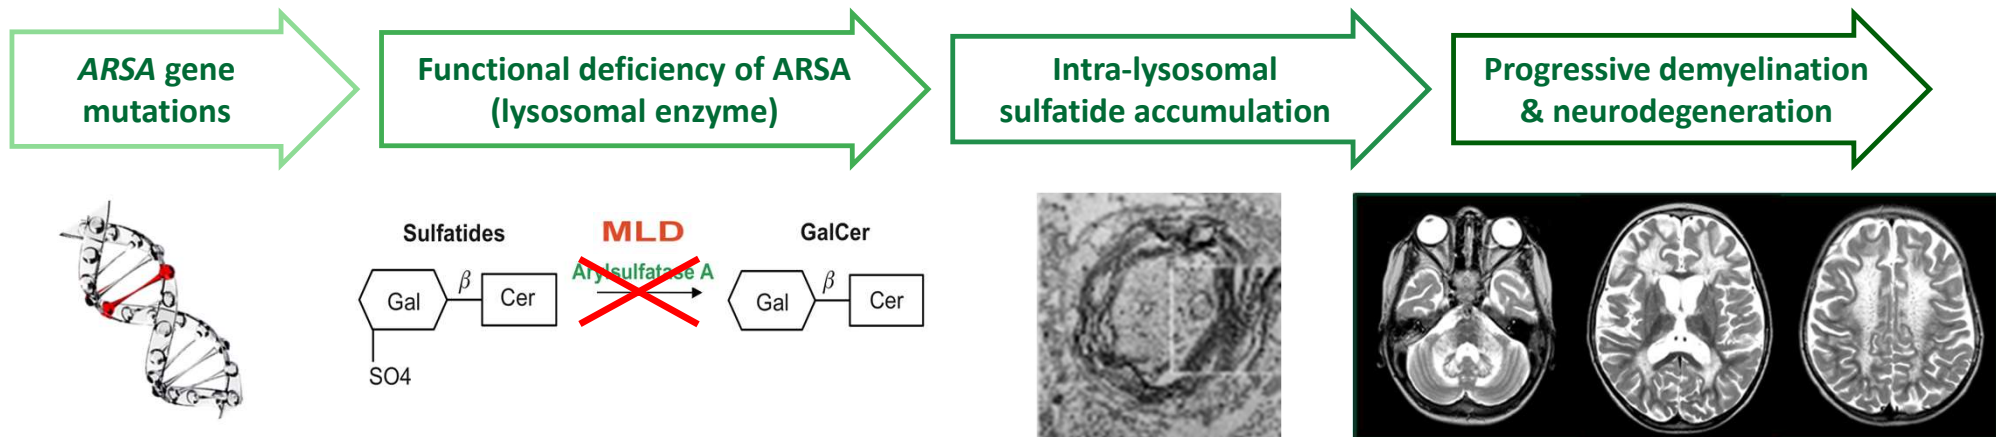 ARSA gene
mutations
Functional deficiency of ARSA
(lysosomal enzyme)
Intra-lysosomal
sulfatide accumulation
Progressive demyelination
& neurodegeneration
Sulfatides
MLD
GalCer
Arylsulfatase A
β
β
Gal
Cer
Gal
Cer
SO4